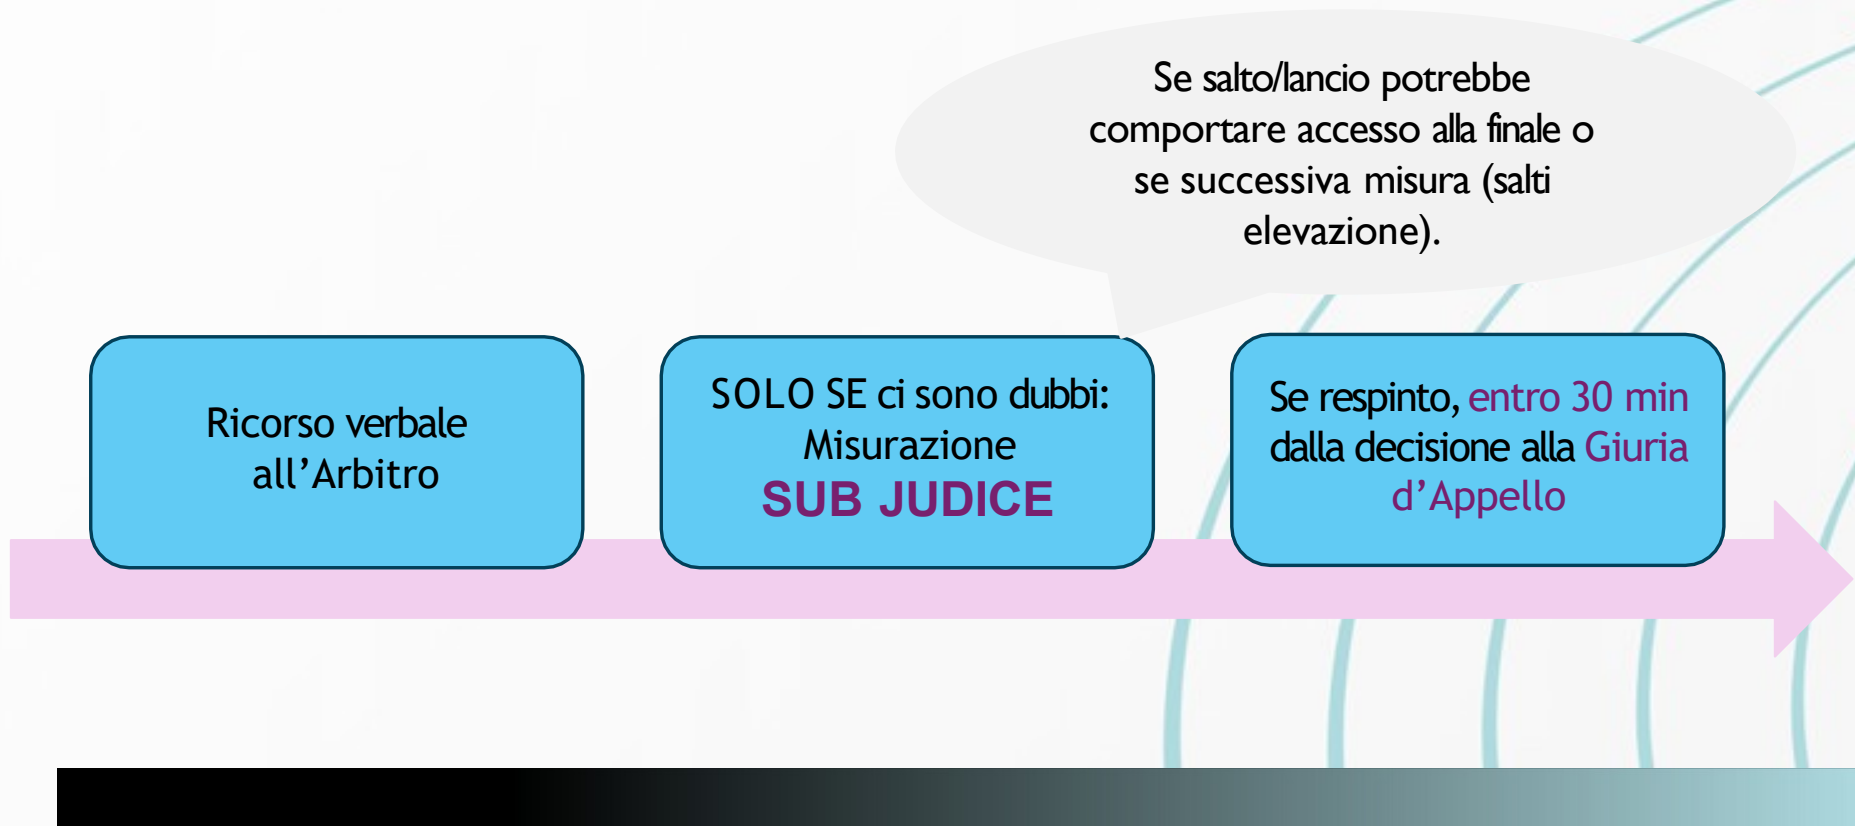 Se salto/lancio potrebbe
comportare accesso alla finale o
se successiva misura (salti
elevazione).
Ricorso verbale
all’Arbitro
SOLO SE ci sono dubbi:
Misurazione
SUB JUDICE
Se respinto, entro 30 min
dalla decisione alla Giuria
d’Appello